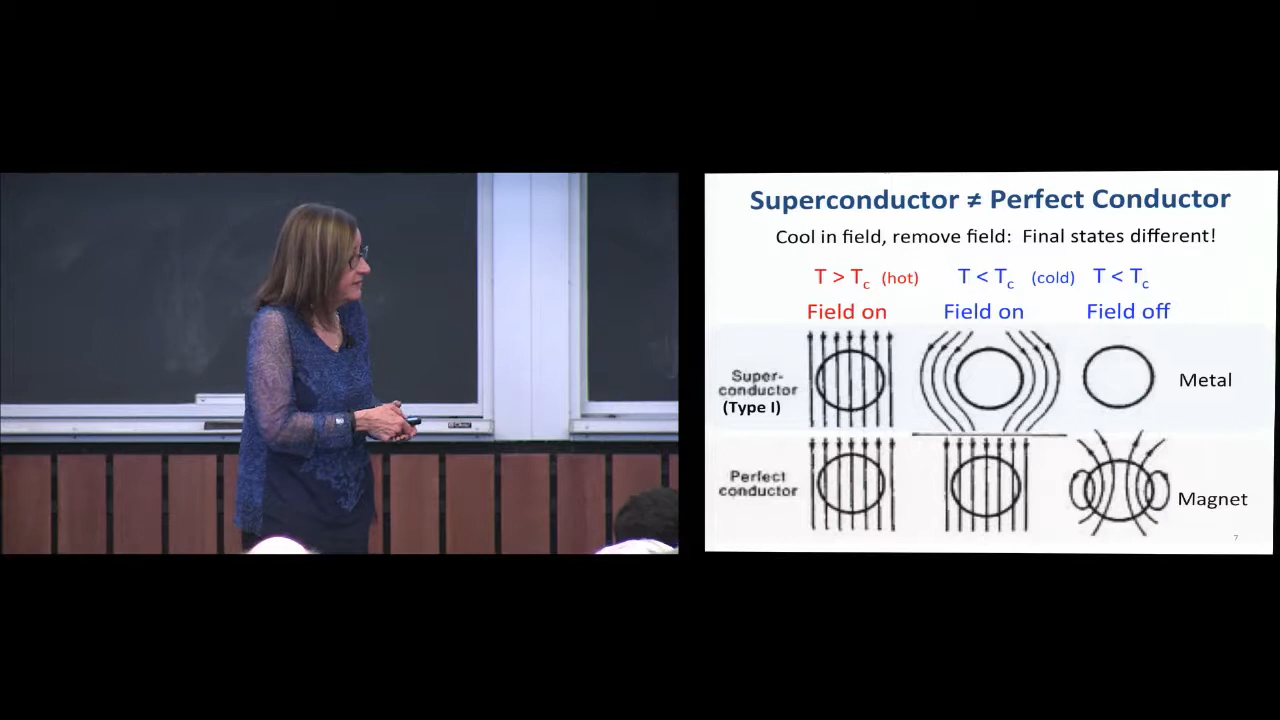 Superconductor ≠ Perfect Conductor
Cool in field, remove field: Final states different!
T > Tc (hot) T < Tc (cold) T < Tc
Field on Field on Field off
Super-
conductor
(Type I)
Metal
Perfect
conductor
Magnet
7